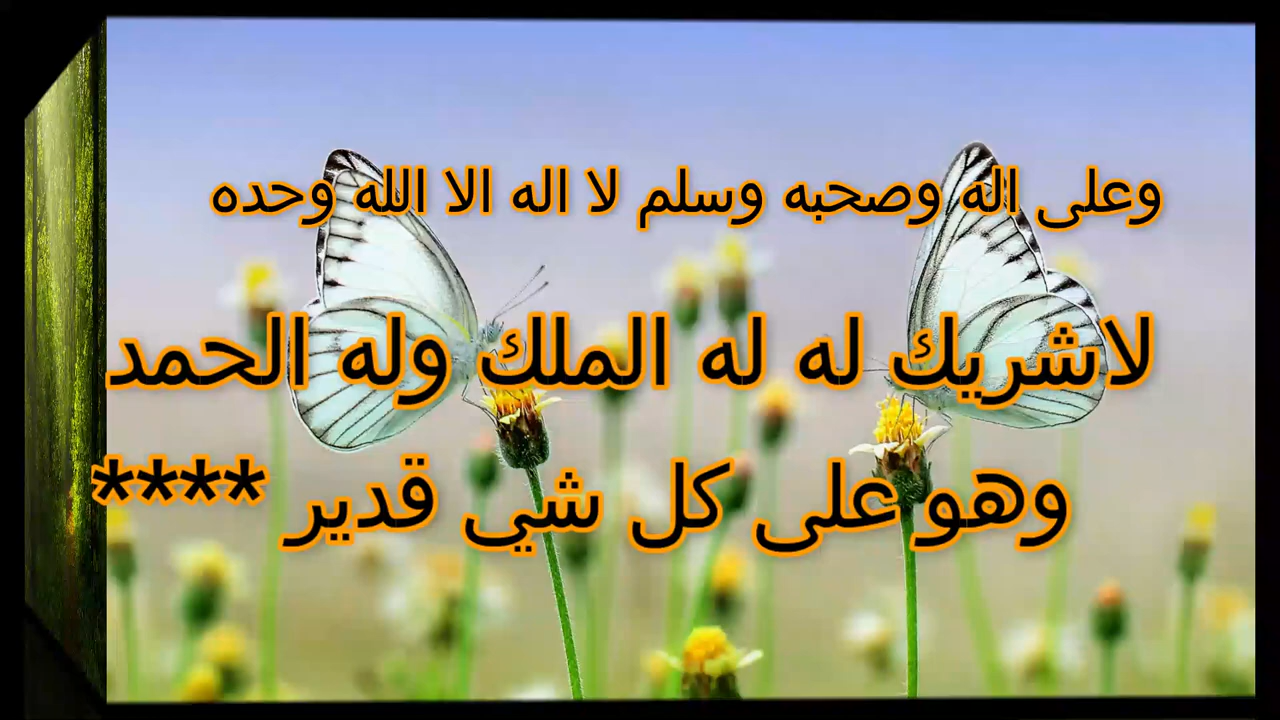 وعلى اله وصحبه وسلم لا اله الا الله وحده
لاشريك له له الملك وله الحمد
وهو على كل شي قدير ****